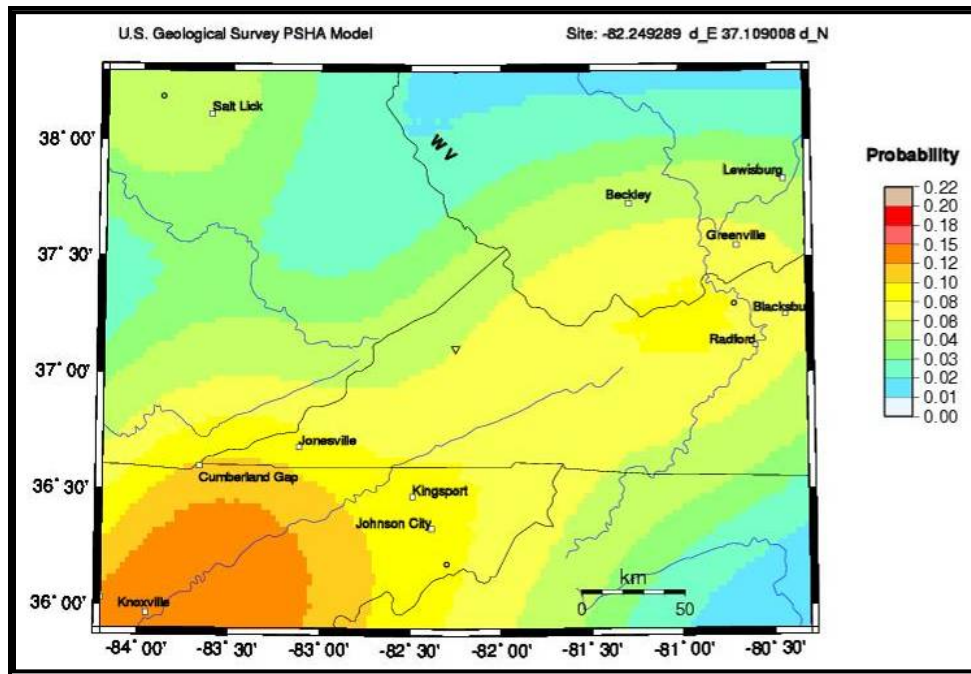 U.S. Geological Survey PSHA Model
Site: -82.249289 d_E 37.109008 d_N
Salt Lick
38° 00'
W V
Lewisburg
Probability
0.22
0.20
0.15
0.12
0.10
0.08
0.06
0.04
0.03
0.02
0.01
0.00
Beckley
Greenville
37° 30'
Blacksbu
Radford
37° 00'
Jonesville
Cumberland Gap
36° 30'
Kingsport
Johnson City
km
0 50
36° 00'
Knoxville
-84° 00' -83° 30' -83° 00' -82° 30' -82° 00' -81° 30' -81° 00' -80° 30'